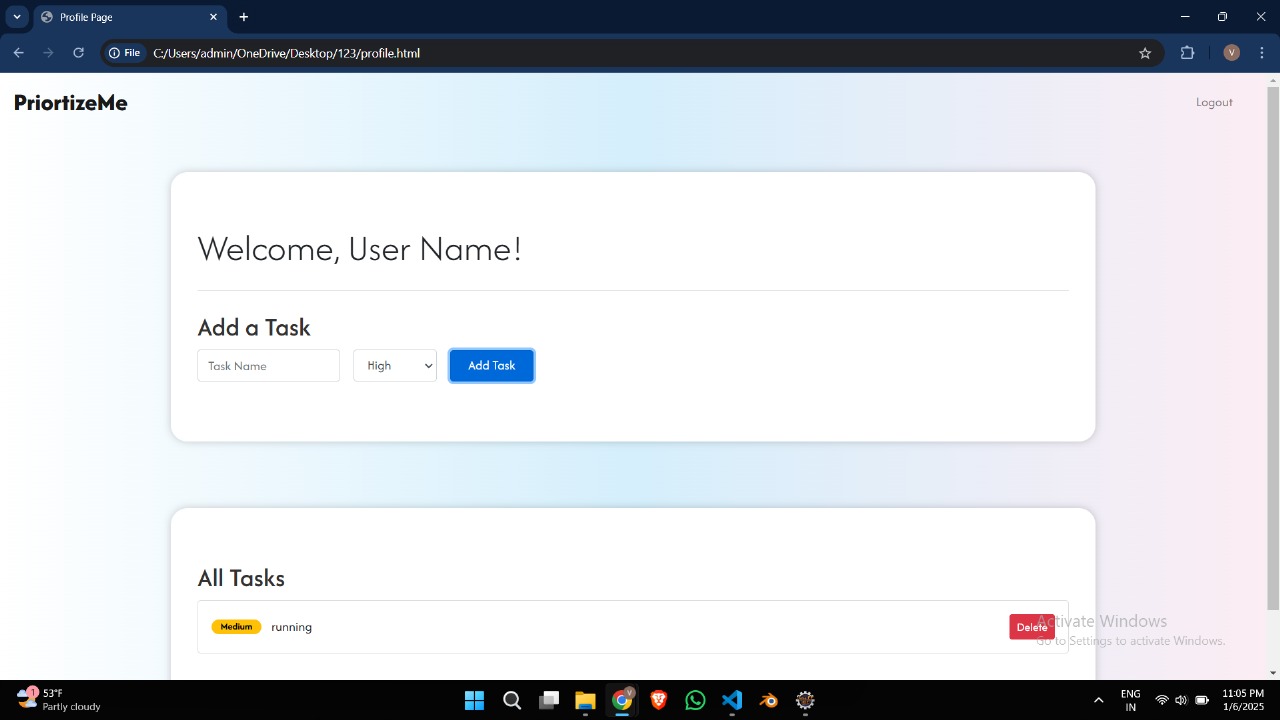 Profile Page
File C:/Users/admin/OneDrive/Desktop/123/profile.html
V
PriortizeMe
Logout
Welcome, User Name!
Add a Task
Task Name
High
Add Task
All Tasks
Medium running
Delete
Activate Windows
Go to Settings to activate Windows.
1
53°F
Partly cloudy
V
ENG
IN
11:05 PM
1/6/2025